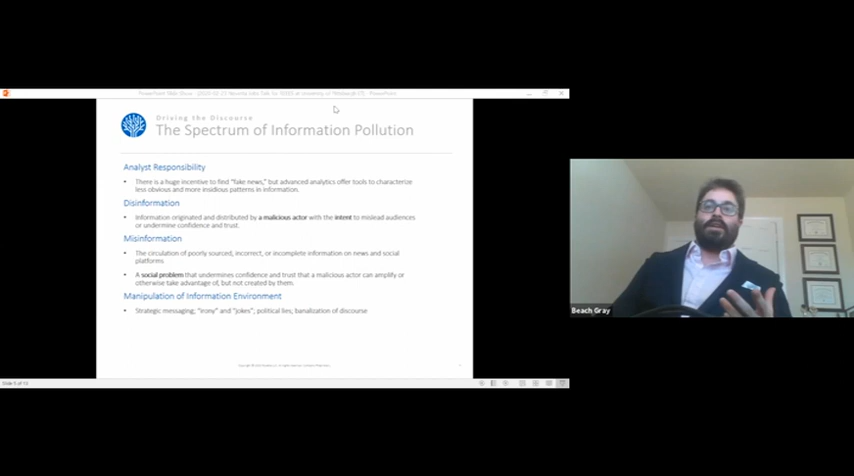 Driving the Discourse
The Spectrum of Information Pollution
Analyst Responsibility
• There is a huge incentive to find "fake news," but advanced analytics offer tools to characterize
less obvious and more insidious patterns in information.
Disinformation
• Information originated and distributed by a malicious actor with the intent to mislead audiences
or undermine confidence and trust.
Misinformation
• The circulation of poorly sourced, incorrect, or incomplete information on news and social
platforms
• A social problem that undermines confidence and trust that a malicious actor can amplify or
otherwise take advantage of, but not created by them.
Manipulation of Information Environment
• Strategic messaging; "irony" and "jokes"; political lies; banalization of discourse
Beach Gray